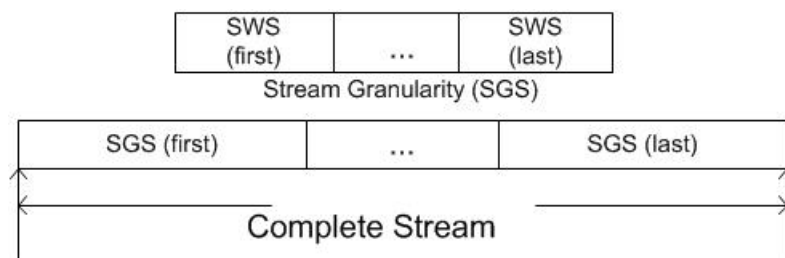 SWS (first) ... SWS (last)
Stream Granularity (SGS)
SGS (first) ... SGS (last)
Complete Stream